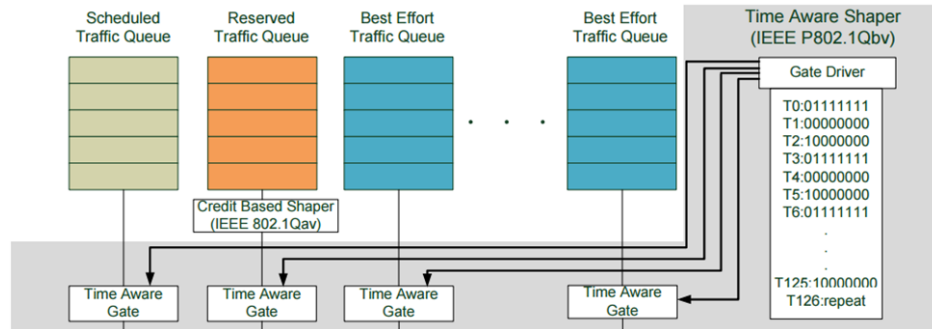 Scheduled
Traffic Queue
Reserved
Traffic Queue
Best Effort
Traffic Queue
Best Effort
Traffic Queue
Time Aware Shaper
(IEEE P802.1Qbv)
Gate Driver
T0:01111111
T1:00000000
T2:10000000
T3:01111111
T4:00000000
T5:10000000
T6:01111111
.
.
.
T125:10000000
T126:repeat
. . .
Credit Based Shaper
(IEEE 802.1Qav)
Time Aware
Gate
Time Aware
Gate
Time Aware
Gate
Time Aware
Gate